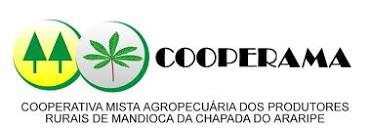 COOPERAMA
COOPERATIVA MISTA AGROPECUÁRIA DOS PRODUTORES
RURAIS DE MANDIOCA DA CHAPADA DO ARARIPE